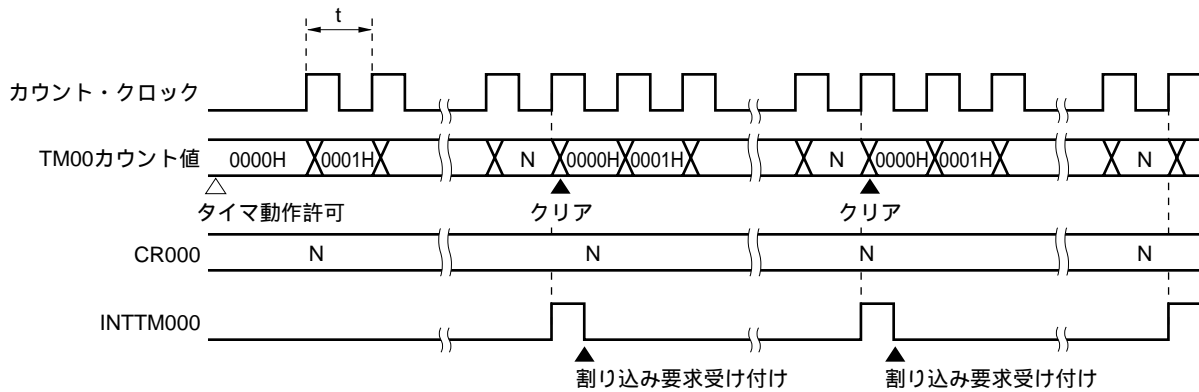 t
カウント・クロック
TM00カウント値 0000H 0001H N 0000H 0001H N 0000H 0001H N
タイマ動作許可 クリア クリア
CR000 N N N N
INTTM000
割り込み要求受け付け 割り込み要求受け付け